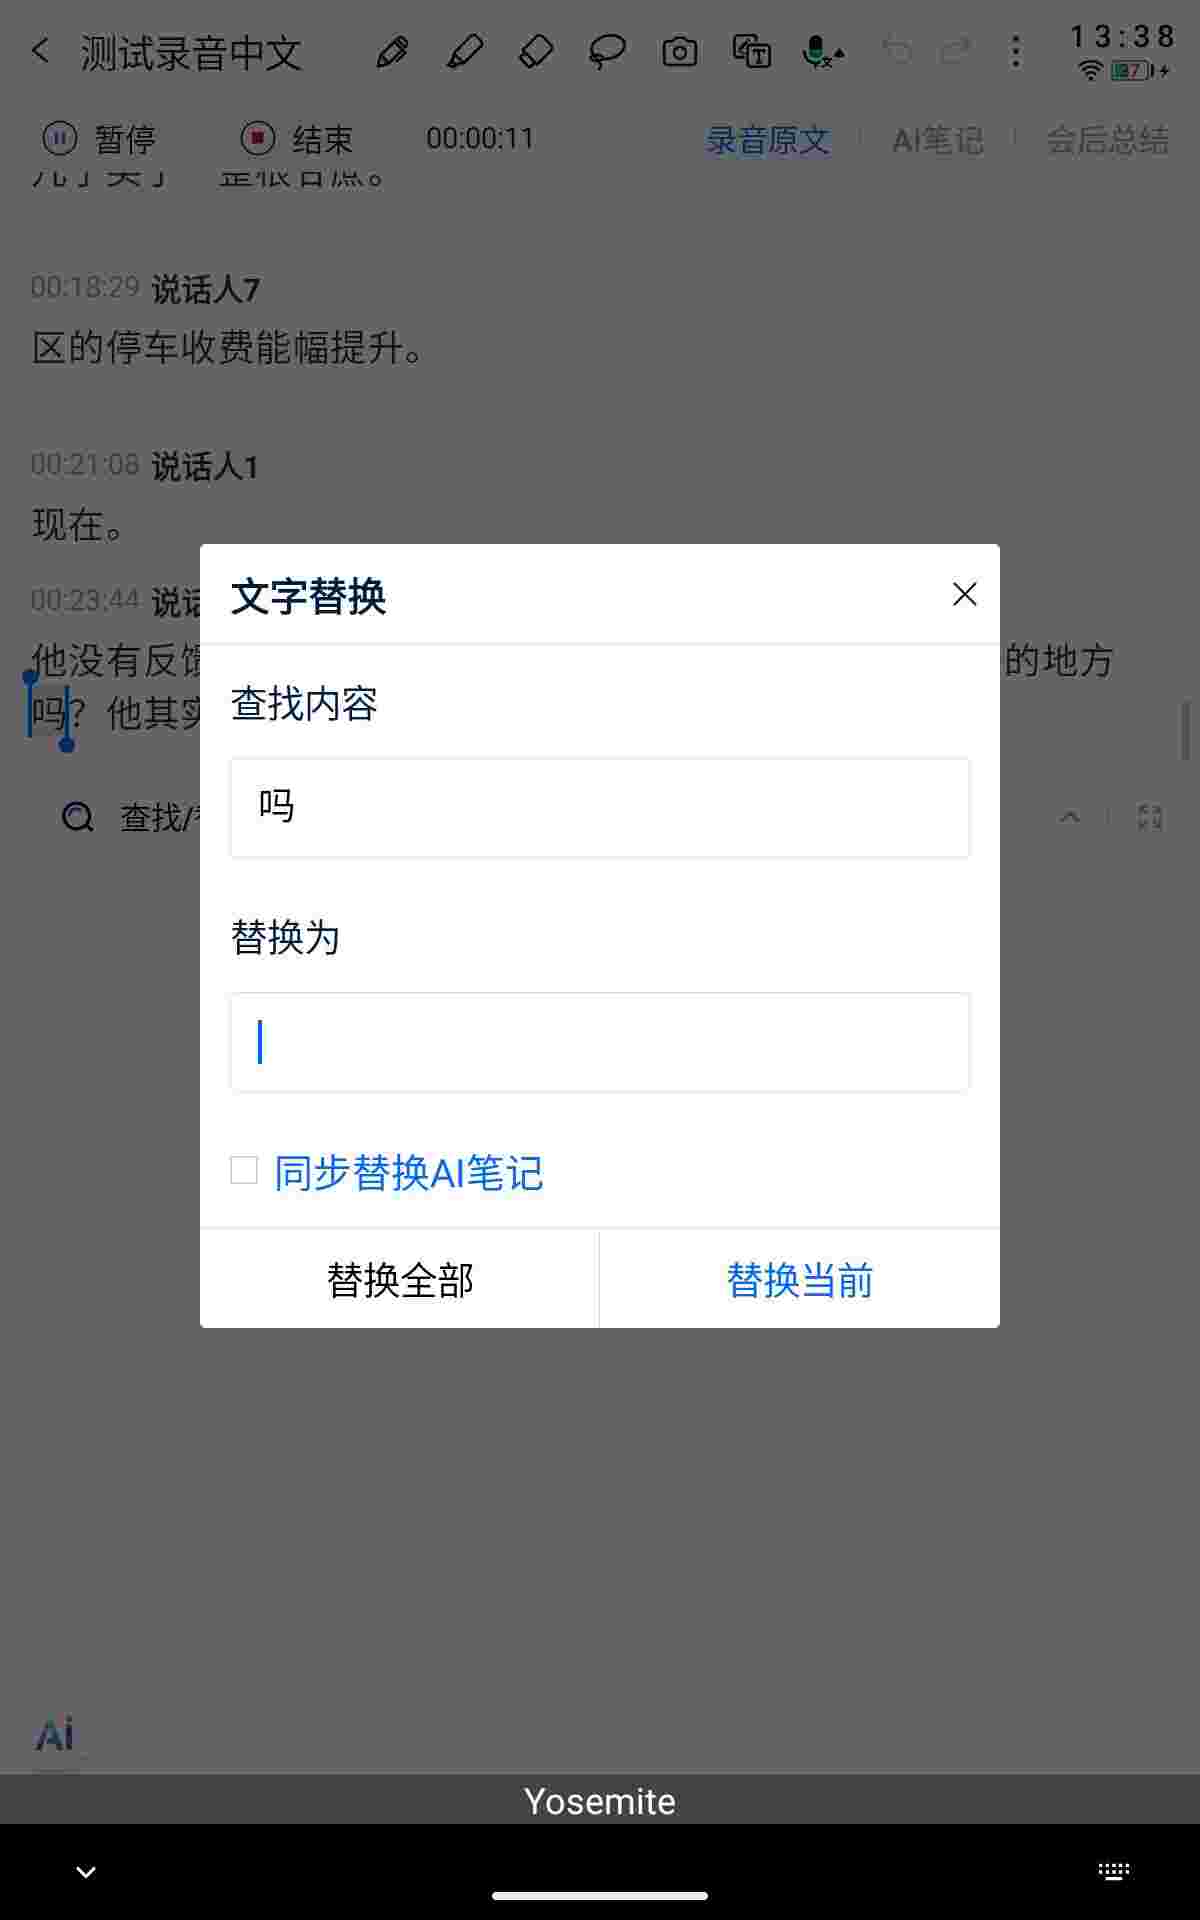 测试录音中文
13:38
暂停
结束
00:00:11
录音原文
AI笔记
会后总结
00:18:29 说话人7
区的停车收费能幅提升。
00:21:08 说话人1
现在。
00:23:44 说话
他没有反馈
的地方
吗?他其实
查找/
文字替换
查找内容
吗
替换为
同步替换AI笔记
替换全部
替换当前
Ai
Yosemite